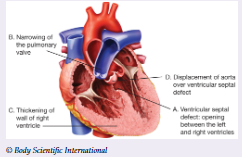 B. Narrowing of
the pulmonary
valve
D. Displacement of aorta
over ventricular septal
defect
C. Thickening of
wall of right
ventricle
A. Ventricular septal
defect: opening
between the left
and right ventricles
© Body Scientific International